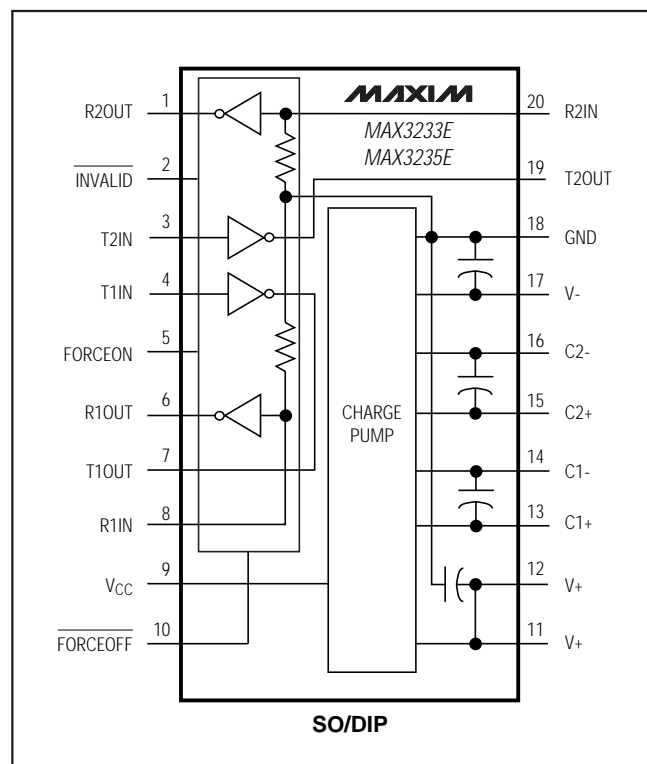 MAXIM
MAX3233E
MAX3235E
1 R2OUT
2 INVALID
3 T2IN
4 T1IN
5 FORCEON
6 R1OUT
7 T1OUT
8 R1IN
9 VCC
10 FORCEOFF
20 R2IN
19 T2OUT
18 GND
17 V-
16 C2-
15 C2+
14 C1-
13 C1+
12 V+
11 V+
CHARGE
PUMP
SO/DIP